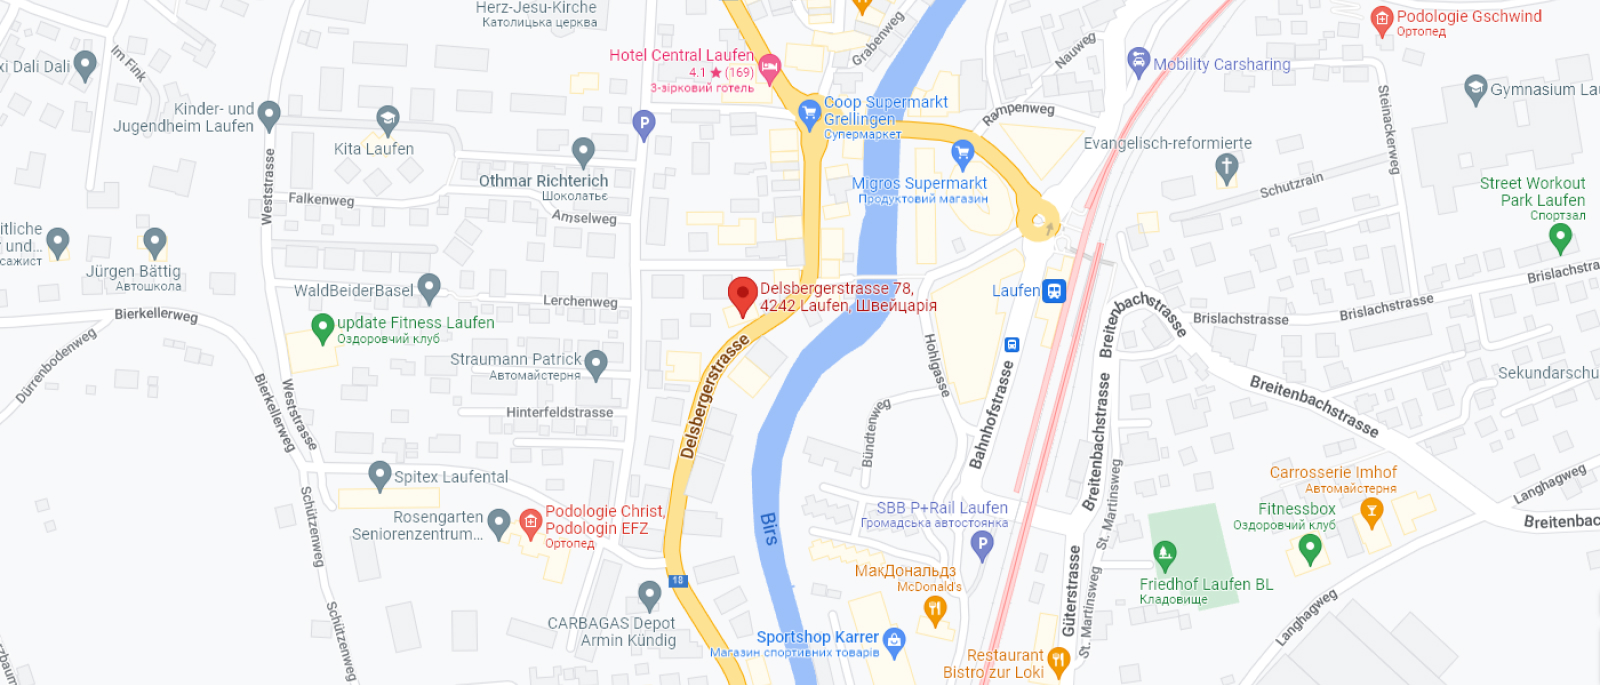 Herz-Jesu-Kirche
Католицька церква
Podologie Gschwind
Ортопед
Im Fink
Dali Dali
Hotel Central Laufen
4.1 ★ (169)
3-зірковий готель
Grabenweg
Nauweg
Mobility Carsharing
Gymnasium
Steinackerweg
Kinder- und
Jugendheim Laufen
Kita Laufen
P
Coop Supermarkt
Grellingen
Супермаркет
Rampenweg
Evangelisch-reformierte
Schutzrain
Weststrasse
Othmar Richterich
Шоколатьє
Falkenweg
Amselweg
Migros Supermarkt
Продуктовий магазин
Street Workout
Park Laufen
Спортзал
Jürgen Bättig
Автошкола
WaldBeiderBasel
Lerchenweg
Delsbergerstrasse 78,
4242 Laufen, Швейцарія
Laufen
Brislachstrasse
Brislachstrasse
Brislachstra
Bierkellerweg
update Fitness Laufen
Оздоровчий клуб
Dürrenbodenweg
Straumann Patrick
Автомайстерня
Delsbergerstrasse
Hohlgasse
Bahnhofstrasse
Breitenbachstrasse
Breitenbachstrasse
Breitenbachstrasse
Sekundarschu
Bierkellerweg
Weststrasse
Hinterfeldstrasse
Bündtenweg
Breitenbachstrasse
Spitex Laufental
Schützenweg
Rosengarten
Seniorenzentrum...
Podologie Christ,
Podologin EFZ
Ортопед
Birs
SBB P+Rail Laufen
Громадська автостоянка
P
St. Martinsweg
Carrosserie Imhof
Автомайстерня
Fitnessbox
Оздоровчий клуб
Langhagweg
Breitenbac
18
МакДональдз
McDonald's
Friedhof Laufen BL
Кладовище
Güterstrasse
St. Martinsweg
Langhagweg
CARBAGAS Depot
Armin Kündig
Schützenweg
Sportshop Karrer
Магазин спортивних товарів
Restaurant
Bistro zur Loki